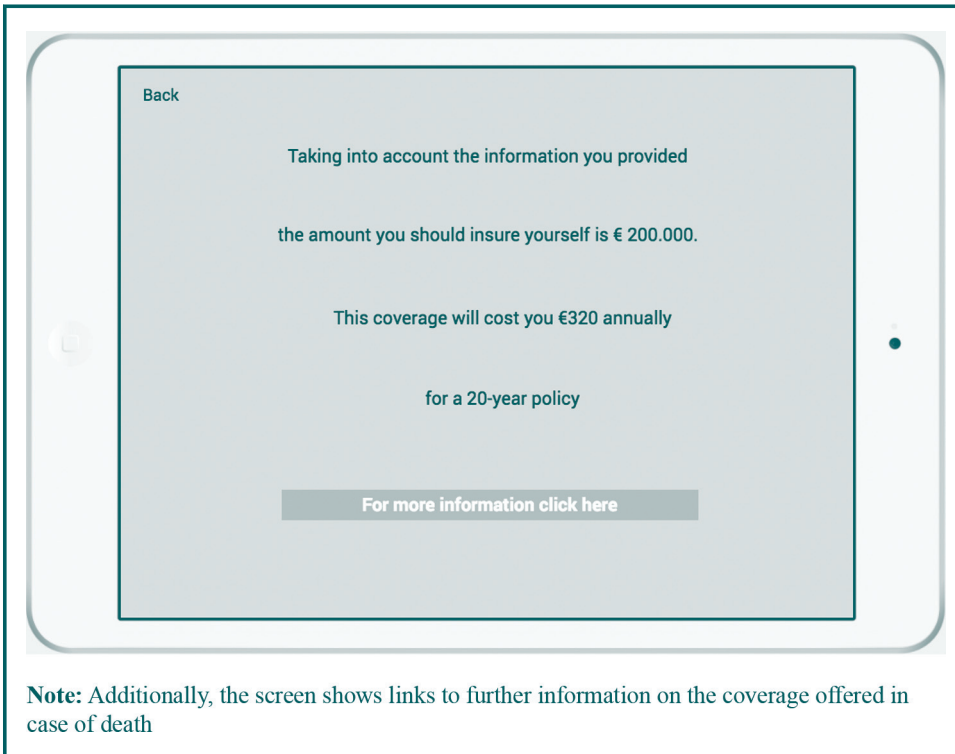 Back
Taking into account the information you provided
the amount you should insure yourself is € 200.000.
This coverage will cost you €320 annually
for a 20-year policy
For more information click here
Note: Additionally, the screen shows links to further information on the coverage offered in
case of death